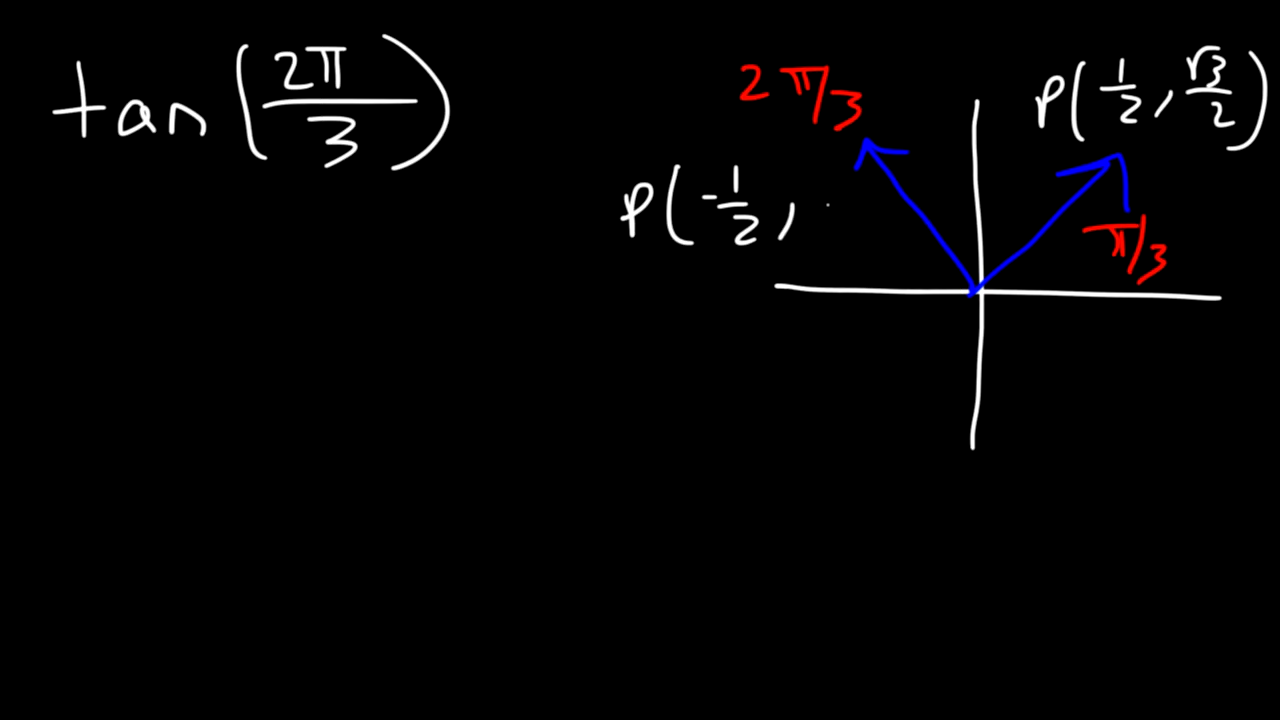 tan(2π/3)
2π/3
P(1/2, √3/2)
P(-1/2,
π/3